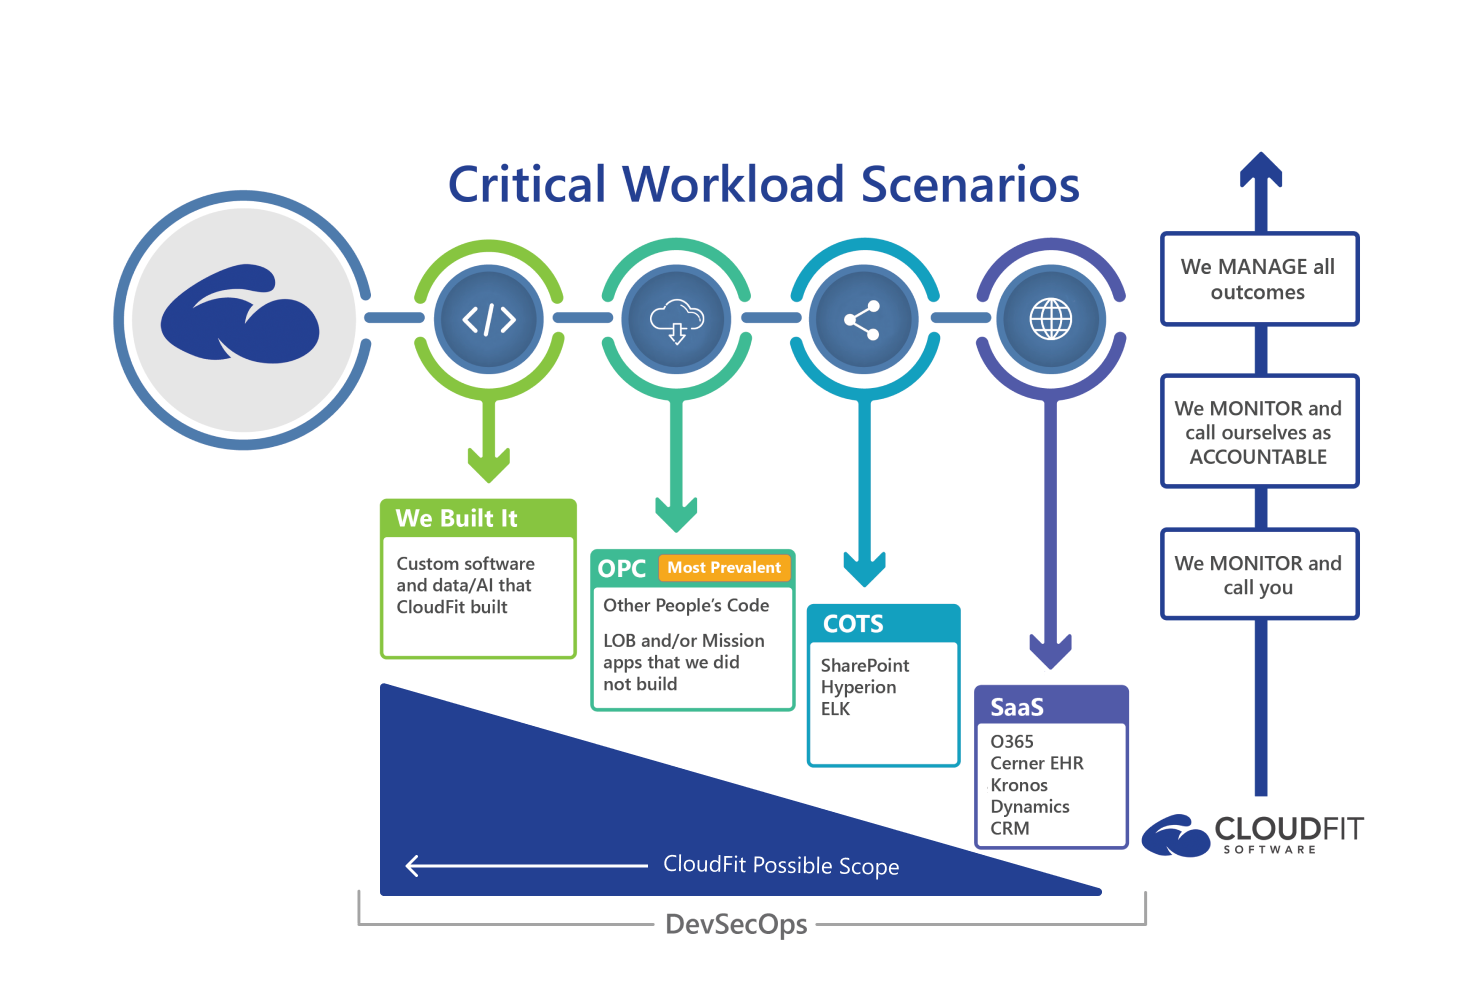 Critical Workload Scenarios
We MANAGE all
outcomes
We MONITOR and
call ourselves as
ACCOUNTABLE
We MONITOR and
call you
We Built It
Custom software
and data/AI that
CloudFit built
OPC
Most Prevalent
Other People’s Code
LOB and/or Mission
apps that we did
not build
COTS
SharePoint
Hyperion
ELK
SaaS
O365
Cerner EHR
Kronos
Dynamics
CRM
CLOUDFIT
SOFTWARE
CloudFit Possible Scope
DevSecOps